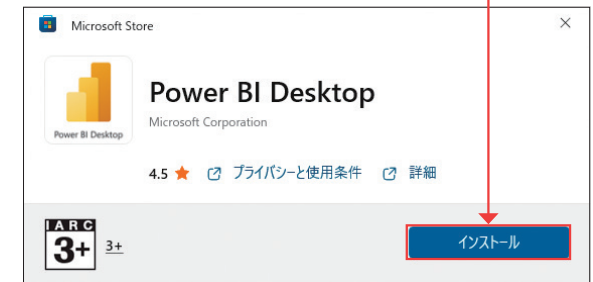 Microsoft Store
Power BI Desktop
Power BI Desktop
Microsoft Corporation
4.5 プライバシーと使用条件 詳細
IARC
3+ 3+
インストール